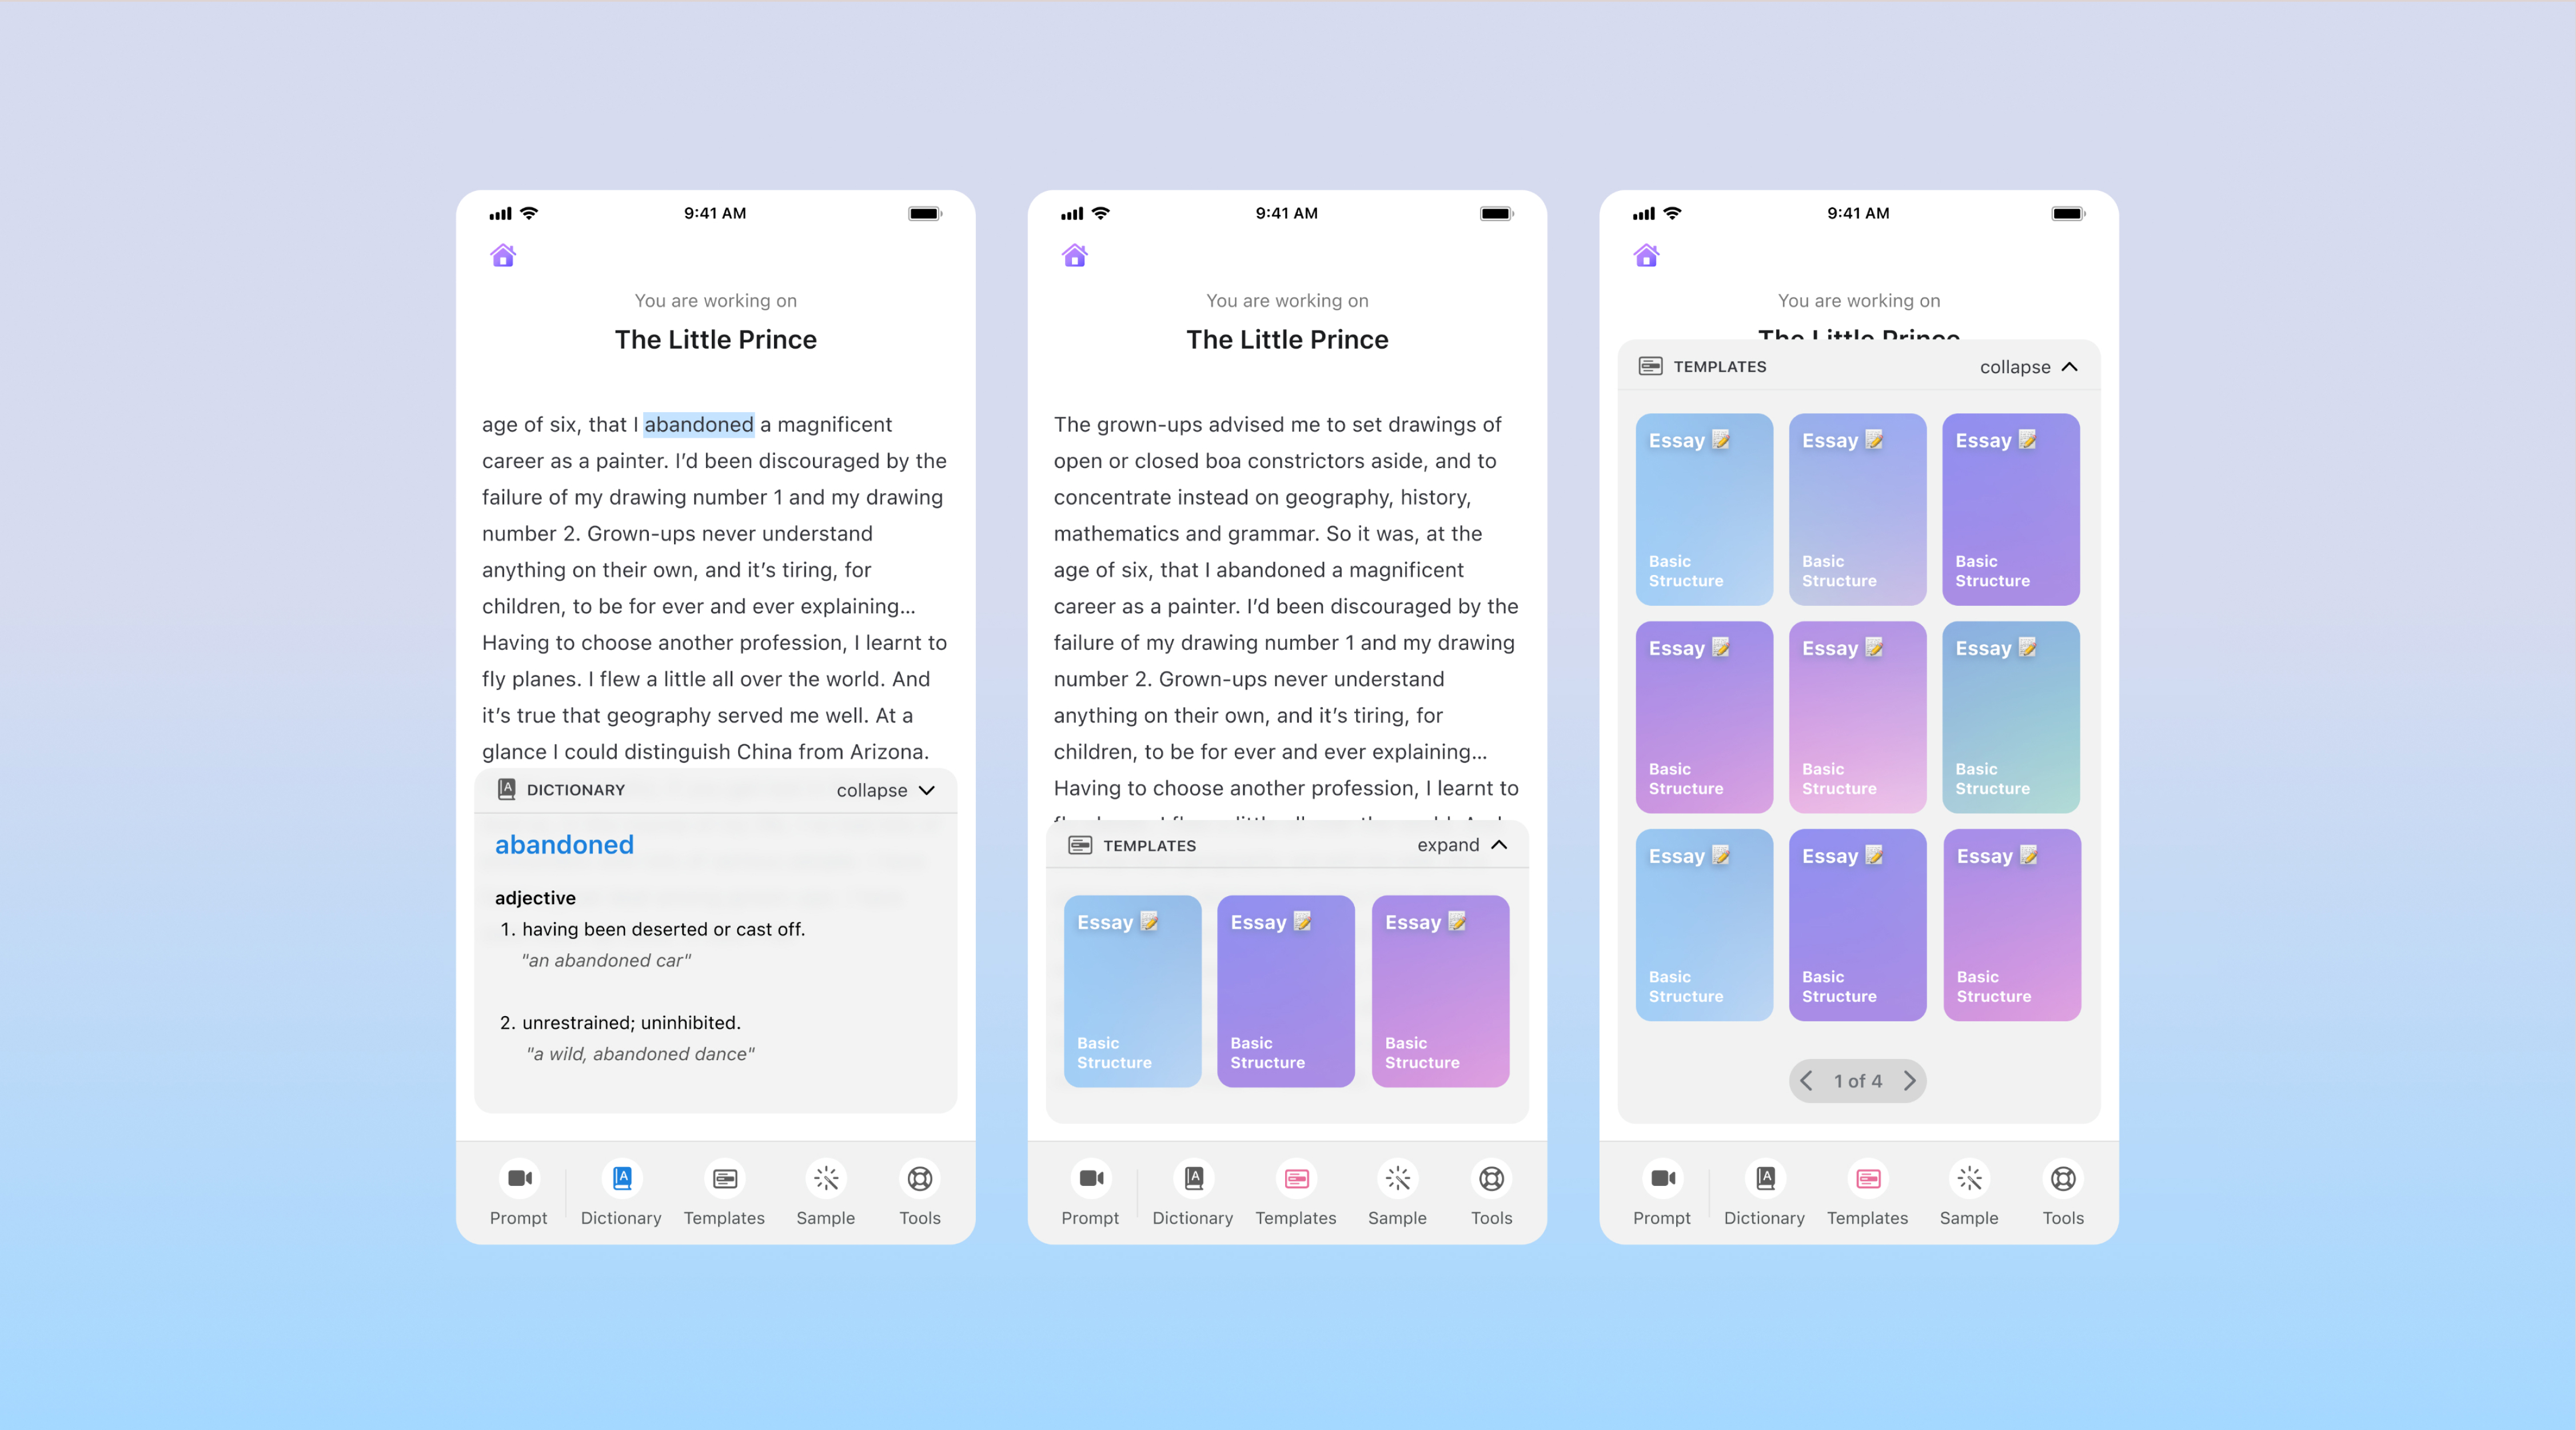 9:41 AM
You are working on
The Little Prince
age of six, that I abandoned a magnificent
career as a painter. I’d been discouraged by the
failure of my drawing number 1 and my drawing
number 2. Grown-ups never understand
anything on their own, and it’s tiring, for
children, to be for ever and ever explaining...
Having to choose another profession, I learnt to
fly planes. I flew a little all over the world. And
it’s true that geography served me well. At a
glance I could distinguish China from Arizona.
DICTIONARY
collapse
abandoned
adjective
1. having been deserted or cast off.
"an abandoned car"
2. unrestrained; uninhibited.
"a wild, abandoned dance"
Prompt
Dictionary
Templates
Sample
Tools
9:41 AM
You are working on
The Little Prince
The grown-ups advised me to set drawings of
open or closed boa constrictors aside, and to
concentrate instead on geography, history,
mathematics and grammar. So it was, at the
age of six, that I abandoned a magnificent
career as a painter. I’d been discouraged by the
failure of my drawing number 1 and my drawing
number 2. Grown-ups never understand
anything on their own, and it’s tiring, for
children, to be for ever and ever explaining...
Having to choose another profession, I learnt to
TEMPLATES
expand
Essay 📝
Basic
Structure
Essay 📝
Basic
Structure
Essay 📝
Basic
Structure
Prompt
Dictionary
Templates
Sample
Tools
9:41 AM
You are working on
The Little Prince
TEMPLATES
collapse
Essay 📝
Basic
Structure
Essay 📝
Basic
Structure
Essay 📝
Basic
Structure
Essay 📝
Basic
Structure
Essay 📝
Basic
Structure
Essay 📝
Basic
Structure
Essay 📝
Basic
Structure
Essay 📝
Basic
Structure
Essay 📝
Basic
Structure
1 of 4
Prompt
Dictionary
Templates
Sample
Tools